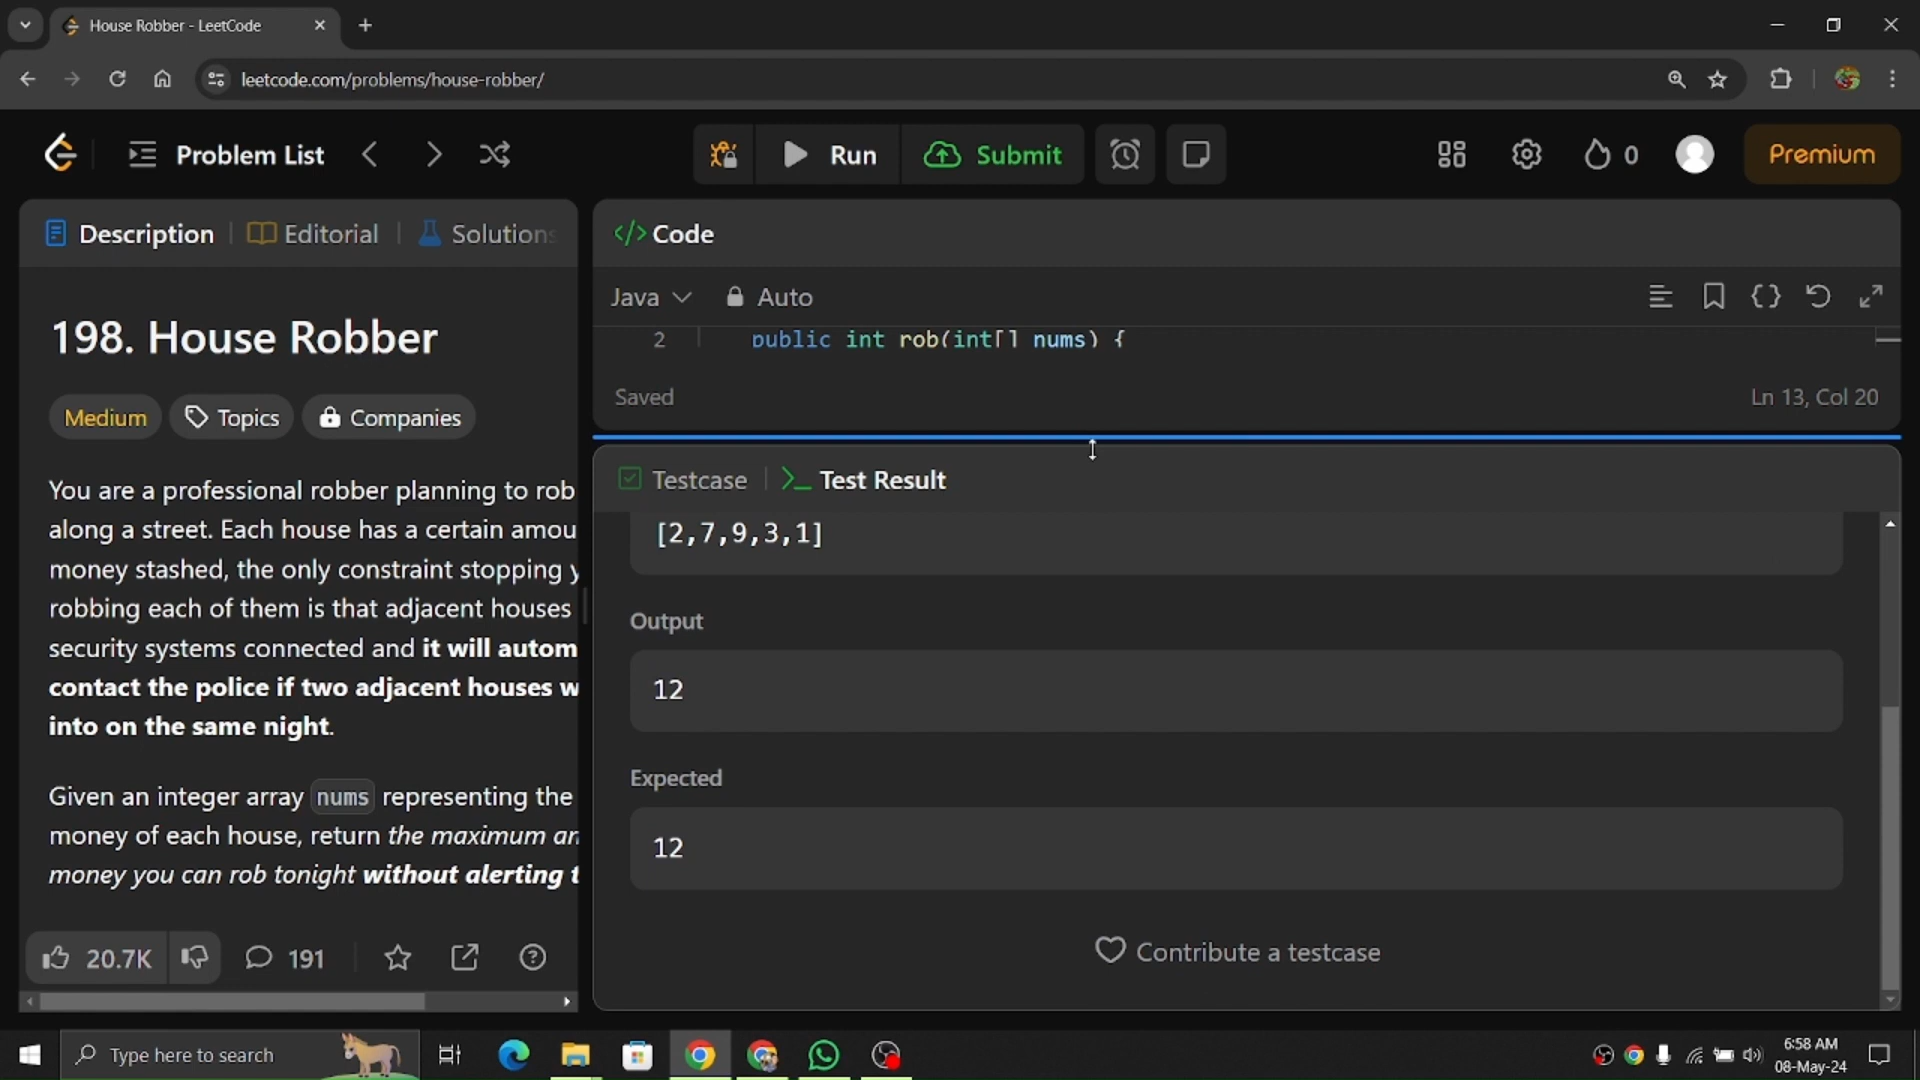 House Robber - LeetCode
leetcode.com/problems/house-robber/
Problem List
Run
Submit
0
Premium
Description
Editorial
Solutions
198. House Robber
Medium
Topics
Companies
You are a professional robber planning to rob
along a street. Each house has a certain amou
money stashed, the only constraint stopping y
robbing each of them is that adjacent houses
security systems connected and it will autom
contact the police if two adjacent houses w
into on the same night.
Given an integer array nums representing the
money of each house, return the maximum am
money you can rob tonight without alerting t
20.7K
191
Code
Java
Auto
2 public int rob(int[] nums) {
Saved
Ln 13, Col 20
Testcase
Test Result
[2,7,9,3,1]
Output
12
Expected
12
Contribute a testcase
Type here to search
6:58 AM
08-May-24